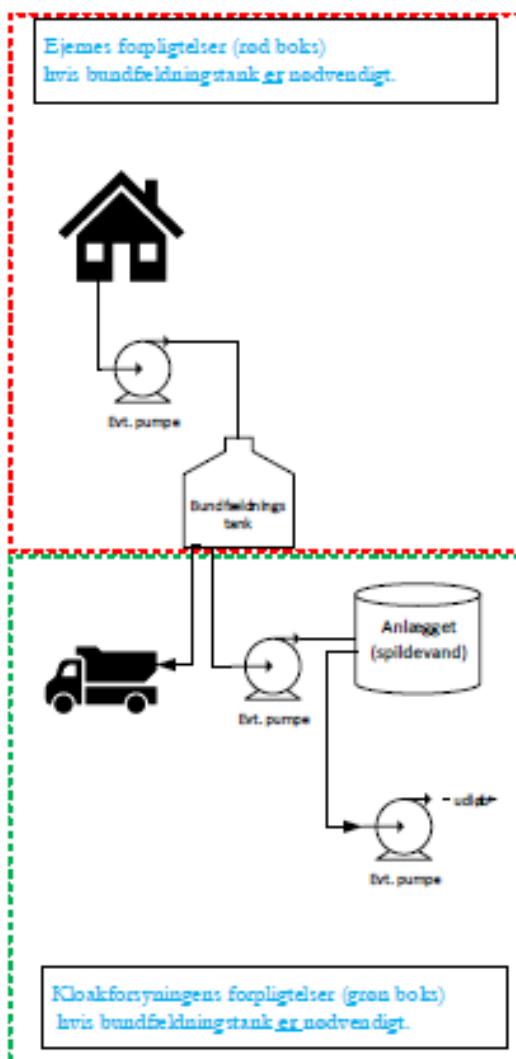 Ejernes forpligtelser (rød boks)
hvis bundfældningstank er nødvendigt.
Evt. pumpe
Bundfældnings
tank
Anlægget
(spildevand)
Evt. pumpe
udløb
Evt. pumpe
Kloakforsyningens forpligtelser (grøn boks)
hvis bundfældningstank er nødvendigt.